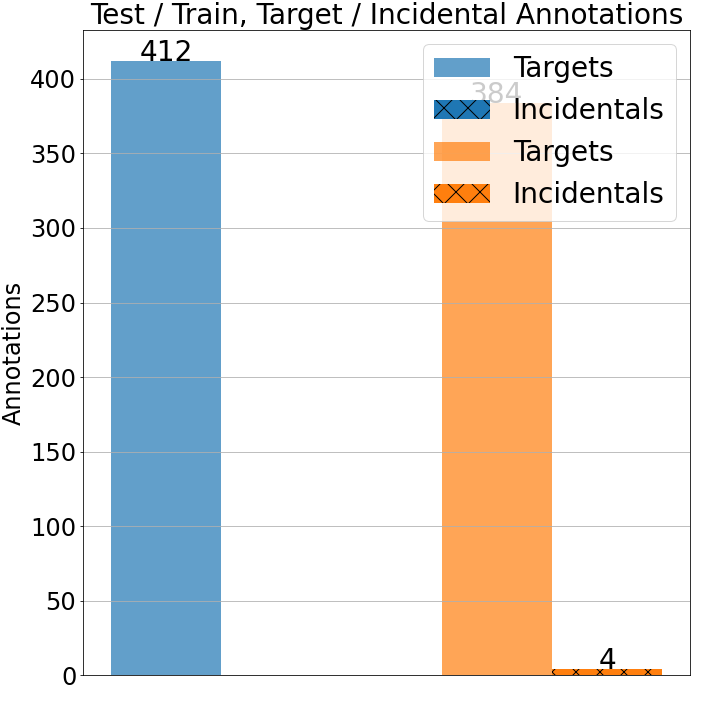 Test / Train, Target / Incidental Annotations
412
384
4
Targets
Incidentals
Targets
Incidentals
Annotations
400
350
300
250
200
150
100
50
0